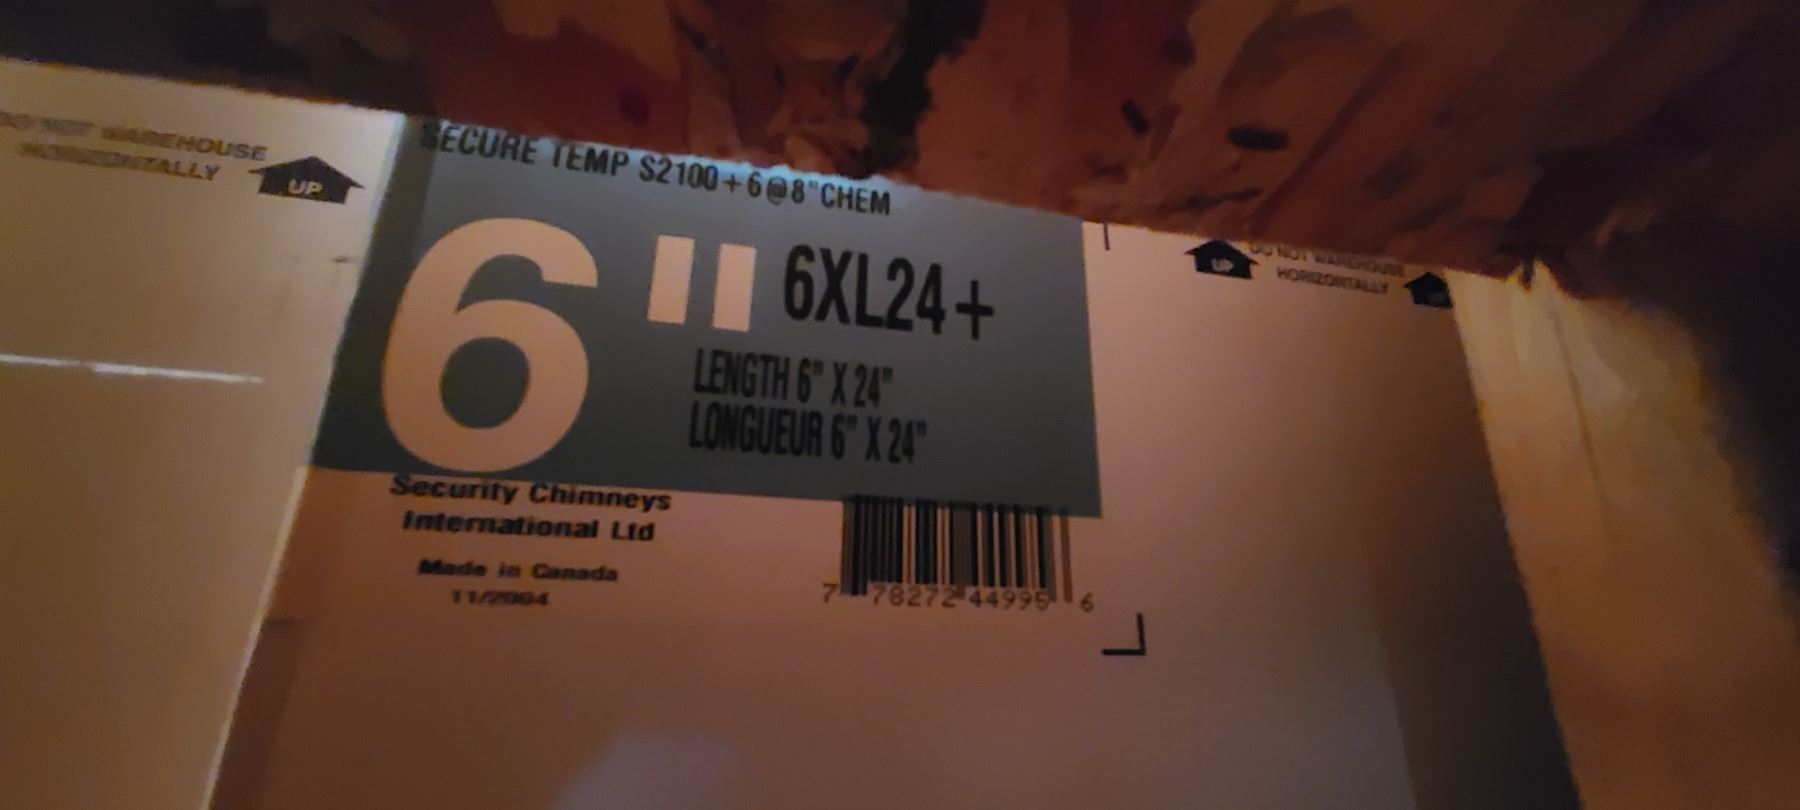 DO NOT WAREHOUSE
HORIZONTALLY
UP
SECURE TEMP S2100+6@8"CHEM
6"
6XL24+
LENGTH 6" X 24"
LONGUEUR 6" X 24"
Security Chimneys
International Ltd
Made in Canada
11/2004
7 78272 44995 6
UP
DO NOT WAREHOUSE
HORIZONTALLY